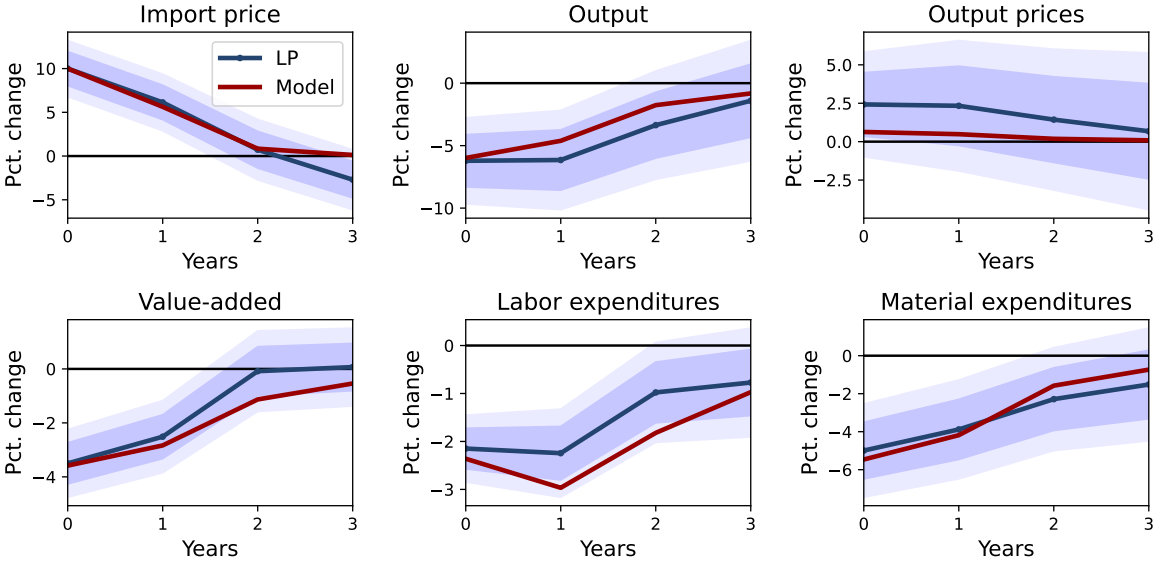 Import price
Pct. change
10
5
0
−5
LP
Model
0 1 2 3
Years
Output
Pct. change
0
−5
−10
0 1 2 3
Years
Output prices
Pct. change
5.0
2.5
0.0
−2.5
0 1 2 3
Years
Value-added
Pct. change
0
−2
−4
0 1 2 3
Years
Labor expenditures
Pct. change
0
−1
−2
−3
0 1 2 3
Years
Material expenditures
Pct. change
0
−2
−4
−6
0 1 2 3
Years